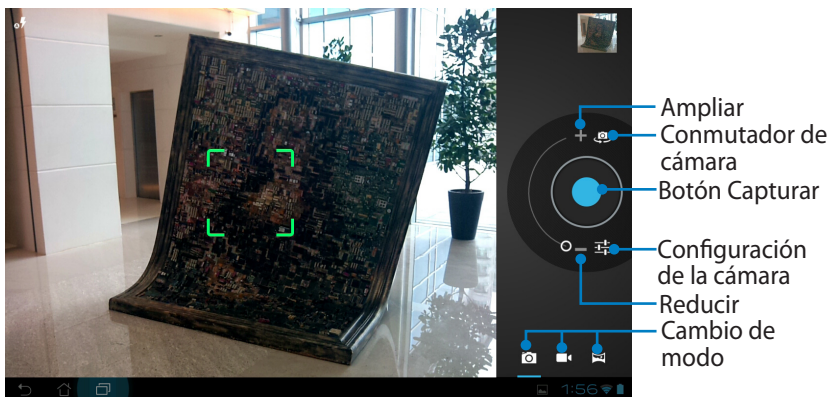 Ampliar
Conmutador de
cámara
Botón Capturar
Configuración
de la cámara
Reducir
Cambio de
modo
1:56